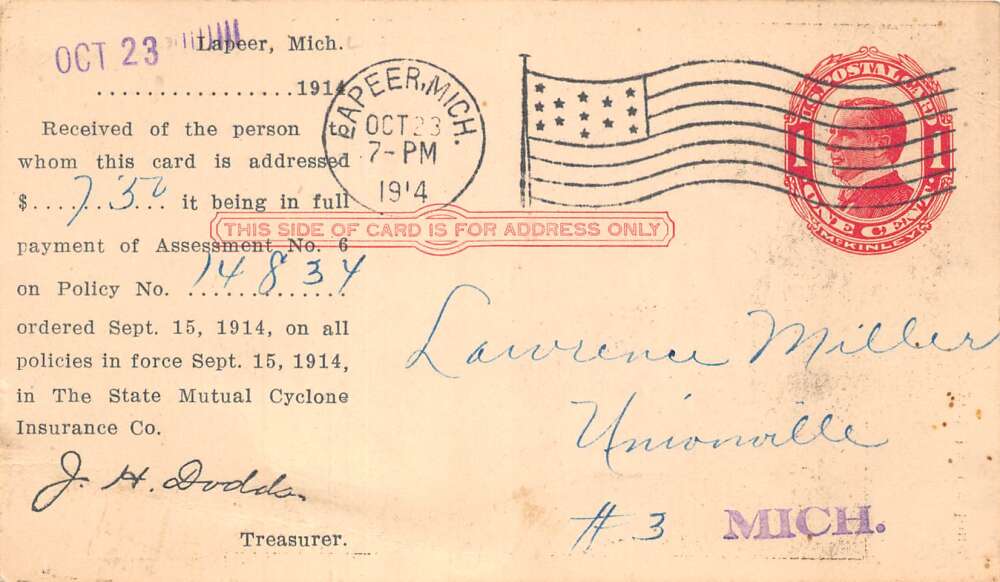 OCT 23
Lapeer, Mich.
.................1914
Received of the person to
whom this card is addressed
$ 7.50 it being in full
payment of Assessment No. 6
on Policy No. 14834
ordered Sept. 15, 1914, on all
policies in force Sept. 15, 1914,
in The State Mutual Cyclone
Insurance Co.
J. H. Dodds.
Treasurer.
LAPEER, MICH.
OCT 23
7-PM
1914
THIS SIDE OF CARD IS FOR ADDRESS ONLY
U.S. POSTAL CARD
1 1
ONE CENT
McKINLEY
Lawrence Miller
Unionville
# 3 MICH.